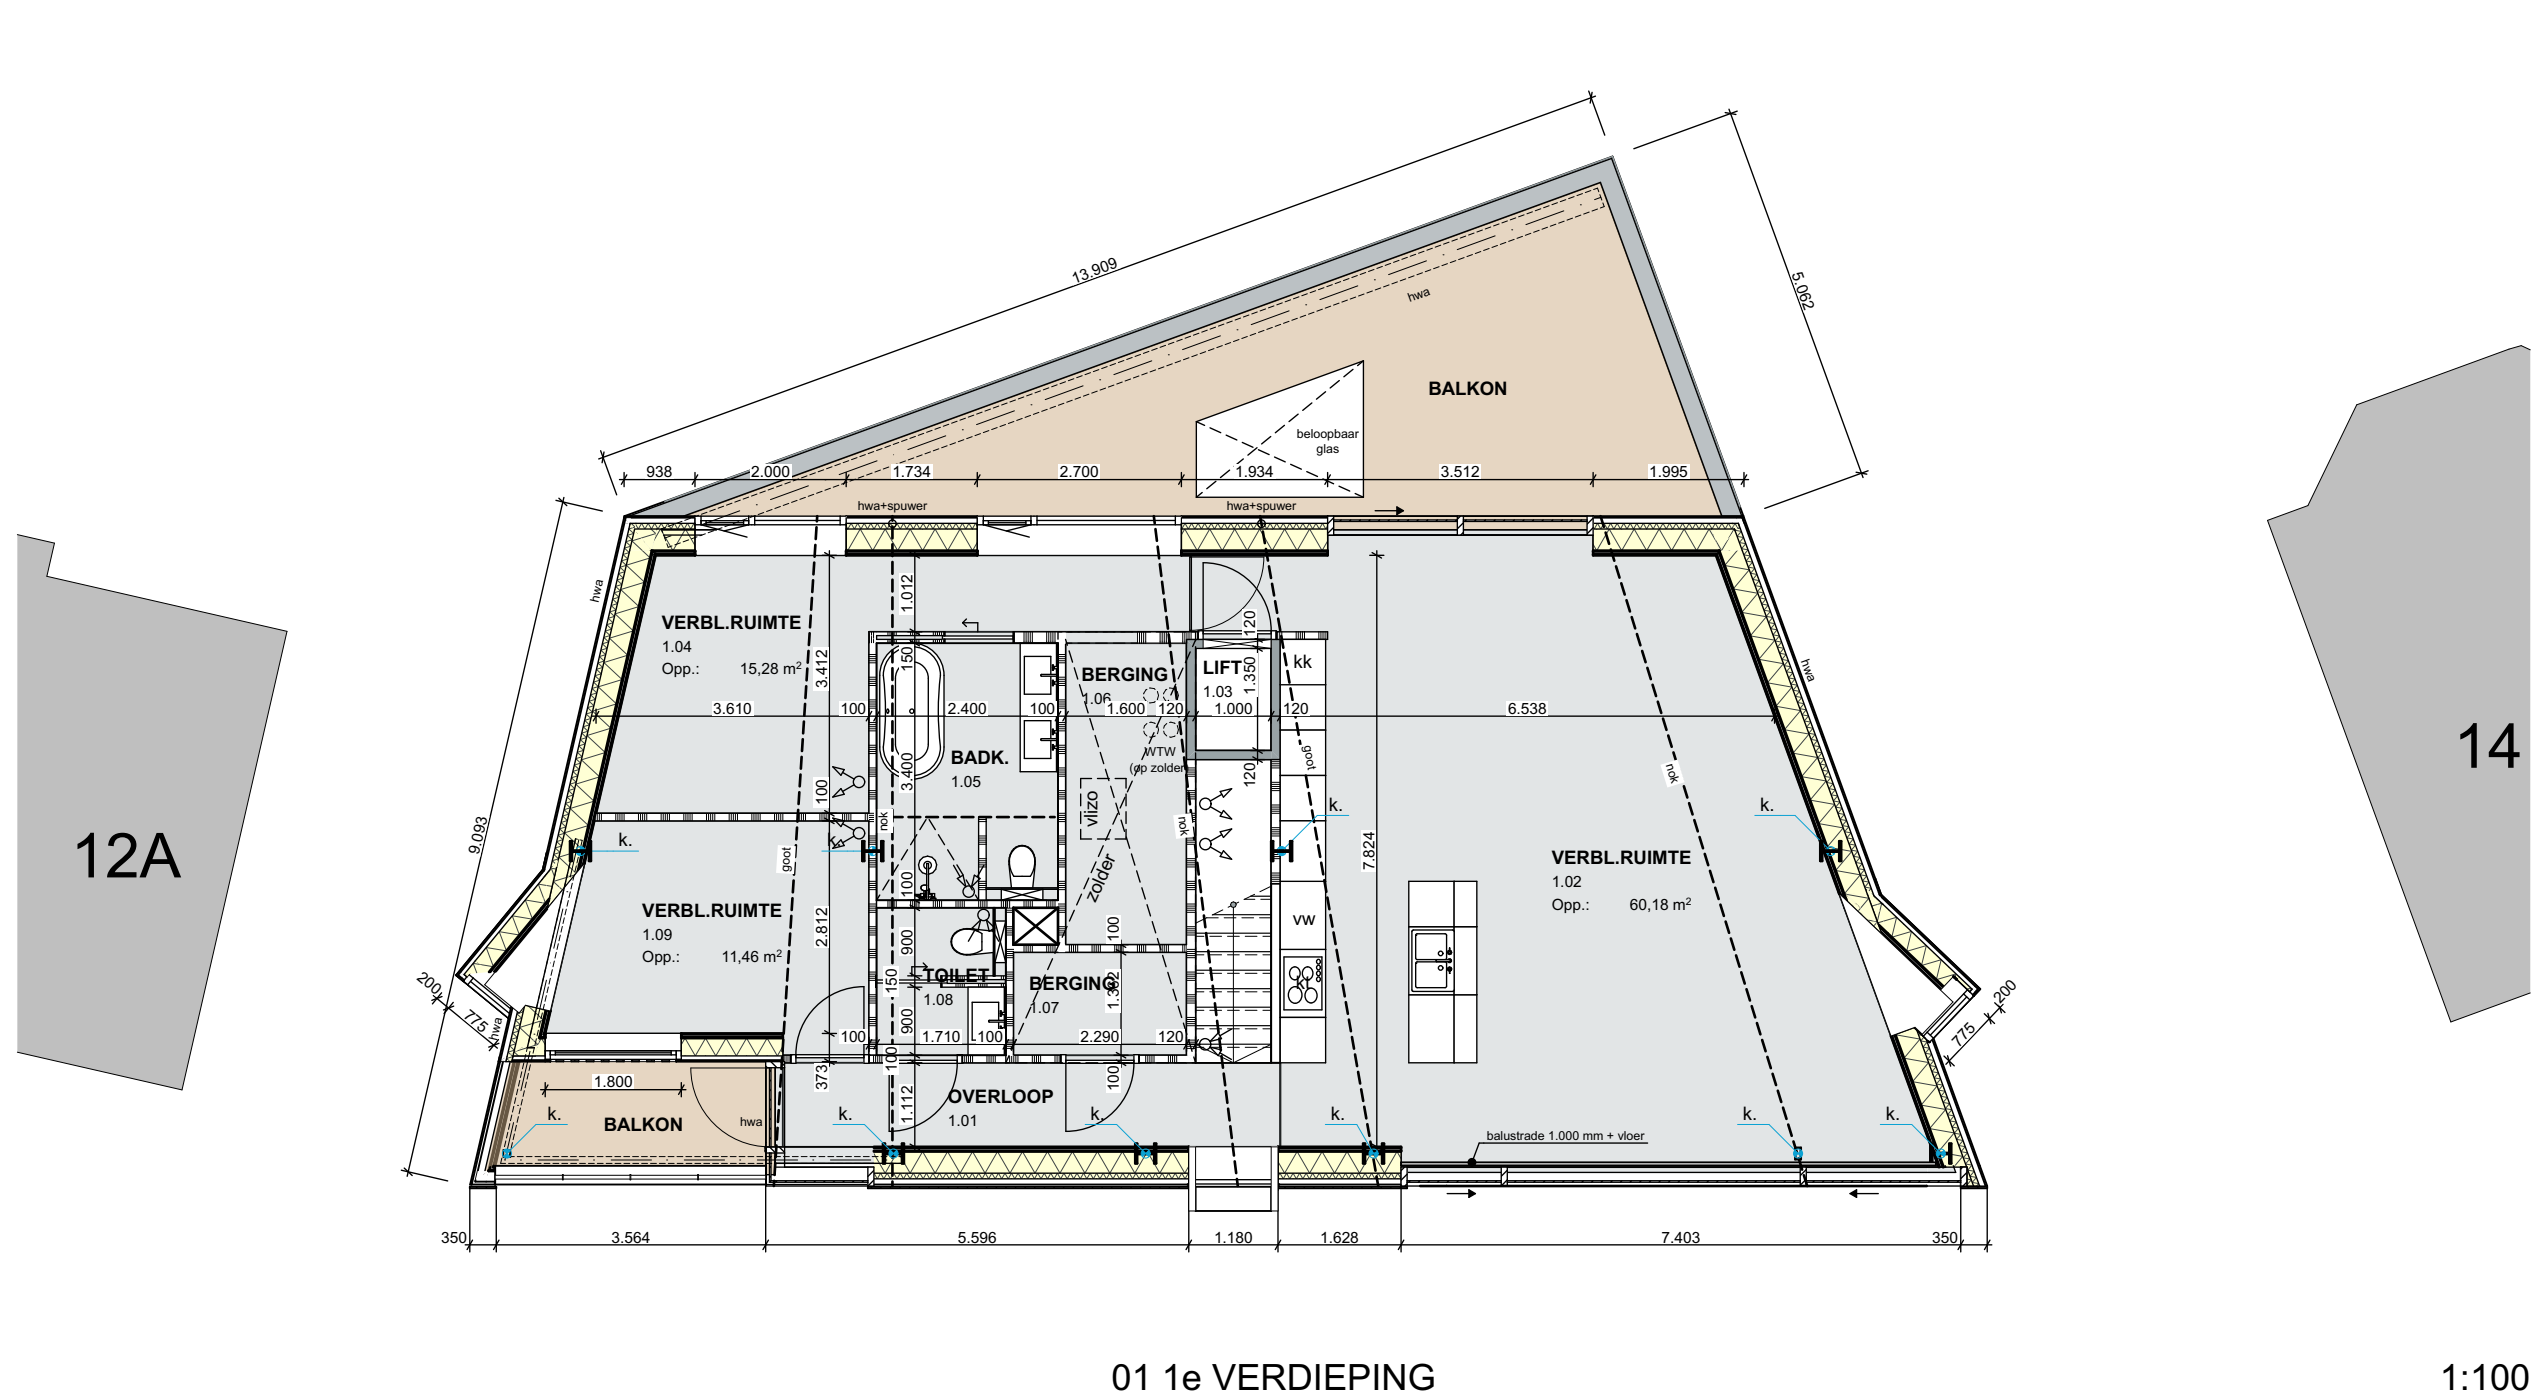 13.909
5.062
hwa
BALKON
beloopbaar
glas
938
2.000
1.734
2.700
1.934
3.512
1.995
hwa+spuwer
hwa+spuwer
hwa
VERBL.RUIMTE
1.04
Opp.: 15,28 m²
3.412
1.012
150
120
BERGING
1.06
LIFT
1.03
1.350
kk
hwa
3.610
100
2.400
100
1.600
120
1.000
120
6.538
WTW
(op zolder
BADK.
1.05
3.400
100
120
goot
nok
14
vlizo
zolder
nok
nok
k.
k.
k.
k.
goot
7.824
12A
9.093
VERBL.RUIMTE
1.02
Opp.: 60,18 m²
VERBL.RUIMTE
1.09
Opp.: 11,46 m²
2.812
100
900
100
vw
TOILET
1.08
150
BERGING
1.07
1.362
kt
200
775
hwa
200
775
900
100
1.710
100
2.290
120
373
100
100
1.800
BALKON
hwa
1.112
OVERLOOP
1.01
k.
k.
k.
k.
k.
k.
balustrade 1.000 mm + vloer
350
3.564
5.596
1.180
1.628
7.403
350
01 1e VERDIEPING
1:100